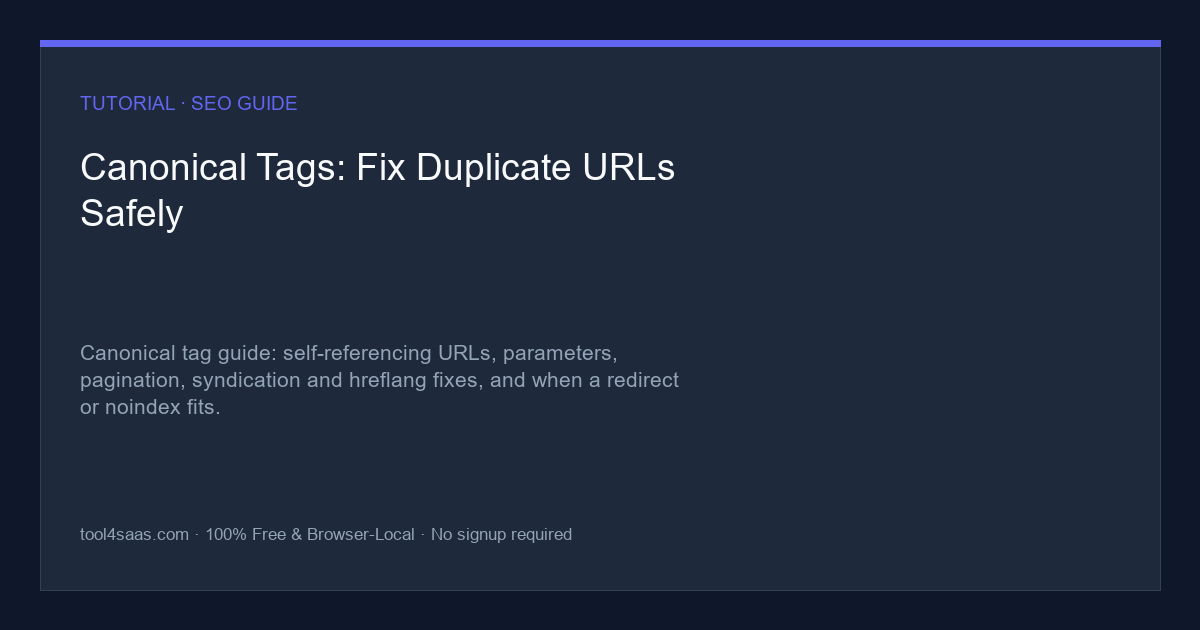 TUTORIAL · SEO GUIDE
Canonical Tags: Fix Duplicate URLs
Safely
Canonical tag guide: self-referencing URLs, parameters,
pagination, syndication and hreflang fixes, and when a redirect
or noindex fits.
tool4saas.com · 100% Free & Browser-Local · No signup required